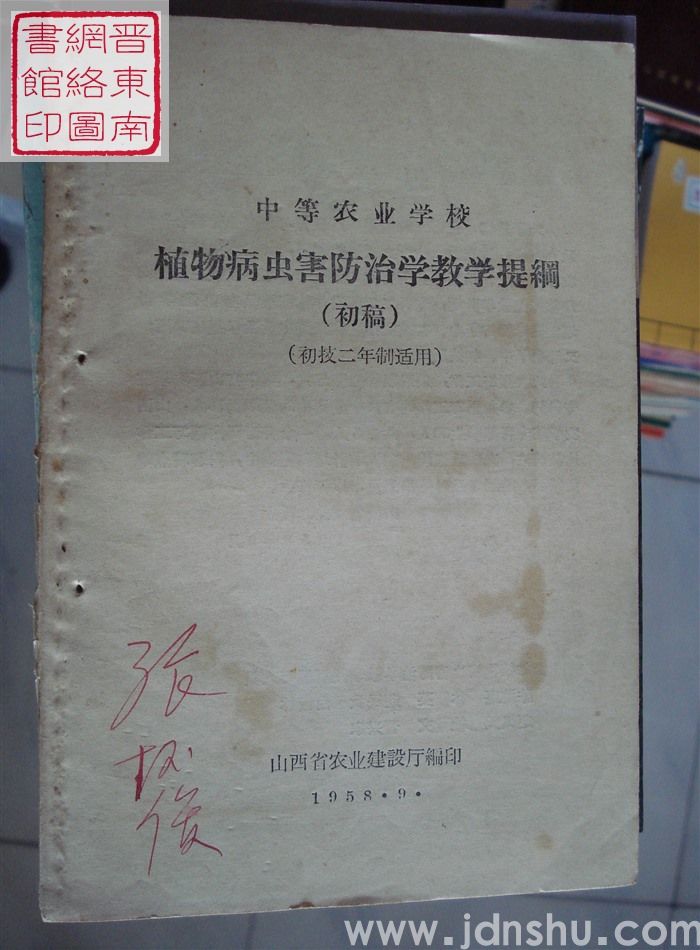 晋東南
網絡圖
書館印
中等农业学校
植物病虫害防治学教学提綱
(初稿)
(初技二年制适用)
张
俊
山西省农业建設厅編印
1958·9·
www.jdnshu.com